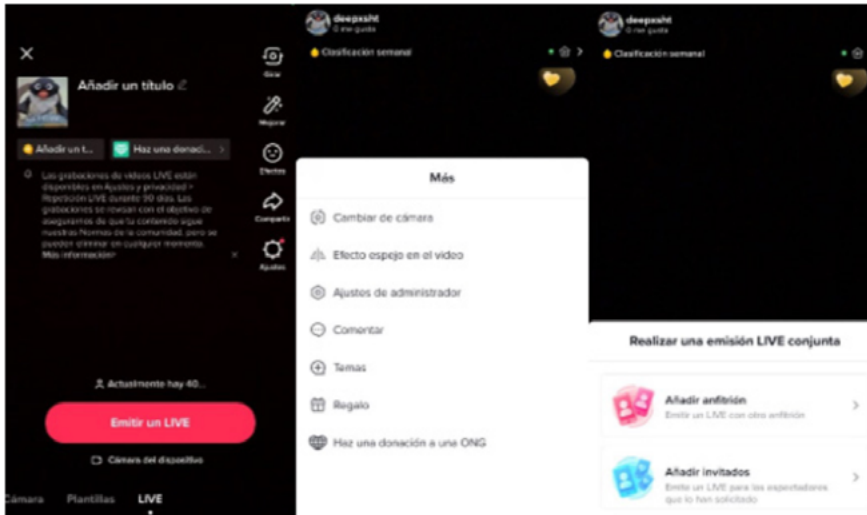 Añadir un título
Girar
Mejorar
Añadir un t...
Haz una donaci... >
Efectos
Las grabaciones de videos LIVE están
disponibles en Ajustes y privacidad >
Repetición LIVE durante 90 días. Las
grabaciones se revisan con el objetivo de
asegurarnos de que tu contenido sigue
nuestras Normas de la comunidad, pero se
pueden eliminar en cualquier momento.
Más información>
Compartir
Ajustes
Actualmente hay 40...
Emitir un LIVE
Cámara del dispositivo
Cámara Plantillas LIVE
deepxsht
0 me gusta
Clasificación semanal
Más
Cambiar de cámara
Efecto espejo en el video
Ajustes de administrador
Comentar
Temas
Regalo
Haz una donación a una ONG
deepxsht
0 me gusta
Clasificación semanal
Realizar una emisión LIVE conjunta
Añadir anfitrión
Emitir un LIVE con otro anfitrión
Añadir invitados
Emite un LIVE para los espectadores
que lo han solicitado